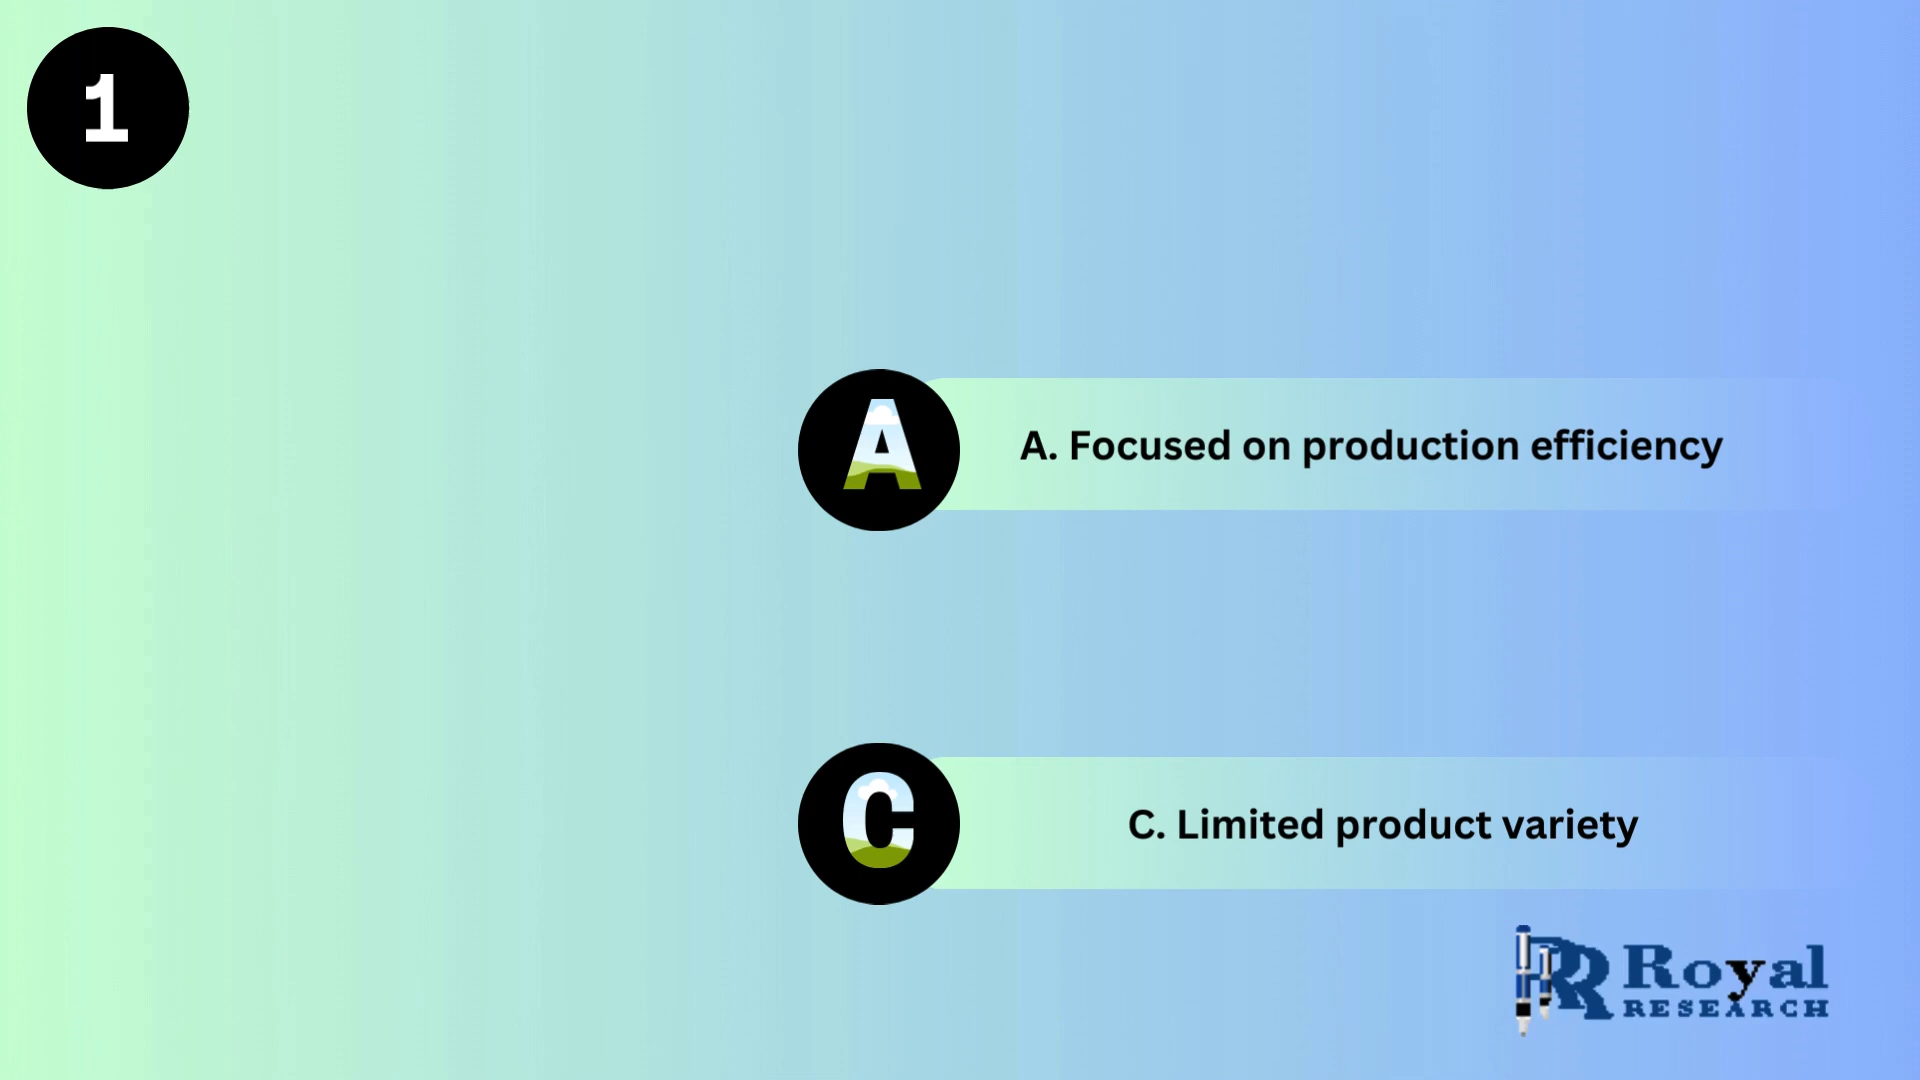 1
A
A. Focused on production efficiency
C
C. Limited product variety
Royal
RESEARCH